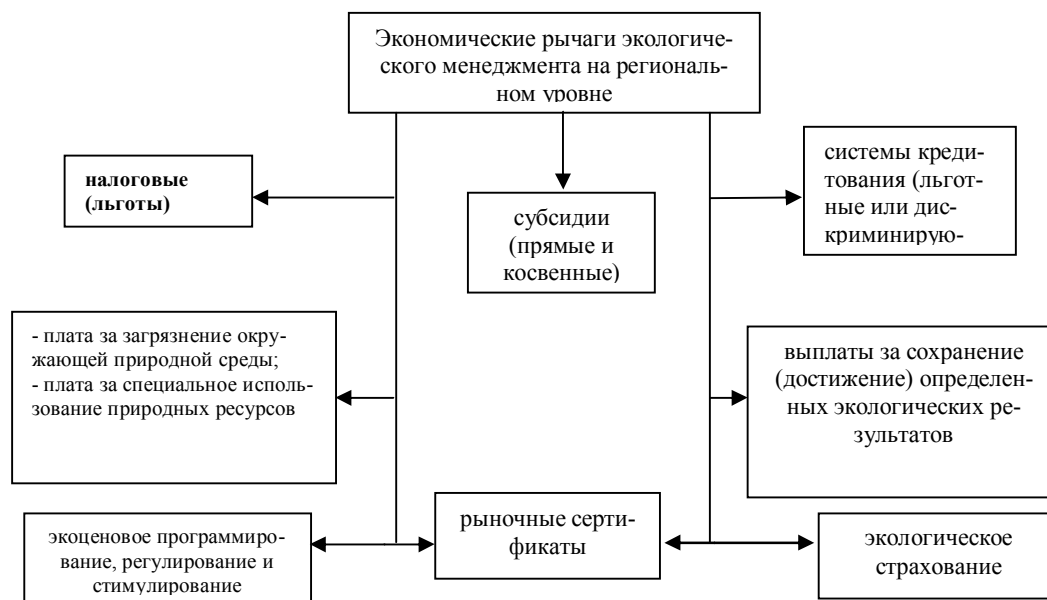 Экономические рычаги экологиче-
ского менеджмента на региональ-
ном уровне
налоговые
(льготы)
субсидии
(прямые и
косвенные)
системы креди-
тования (льгот-
ные или дис-
криминирую-
- плата за загрязнение окру-
жающей природной среды;
- плата за специальное исполь-
зование природных ресурсов
выплаты за сохранение
(достижение) определен-
ных экологических ре-
зультатов
экоценовое программиро-
вание, регулирование и
стимулирование
рыночные серти-
фикаты
экологическое
страхование